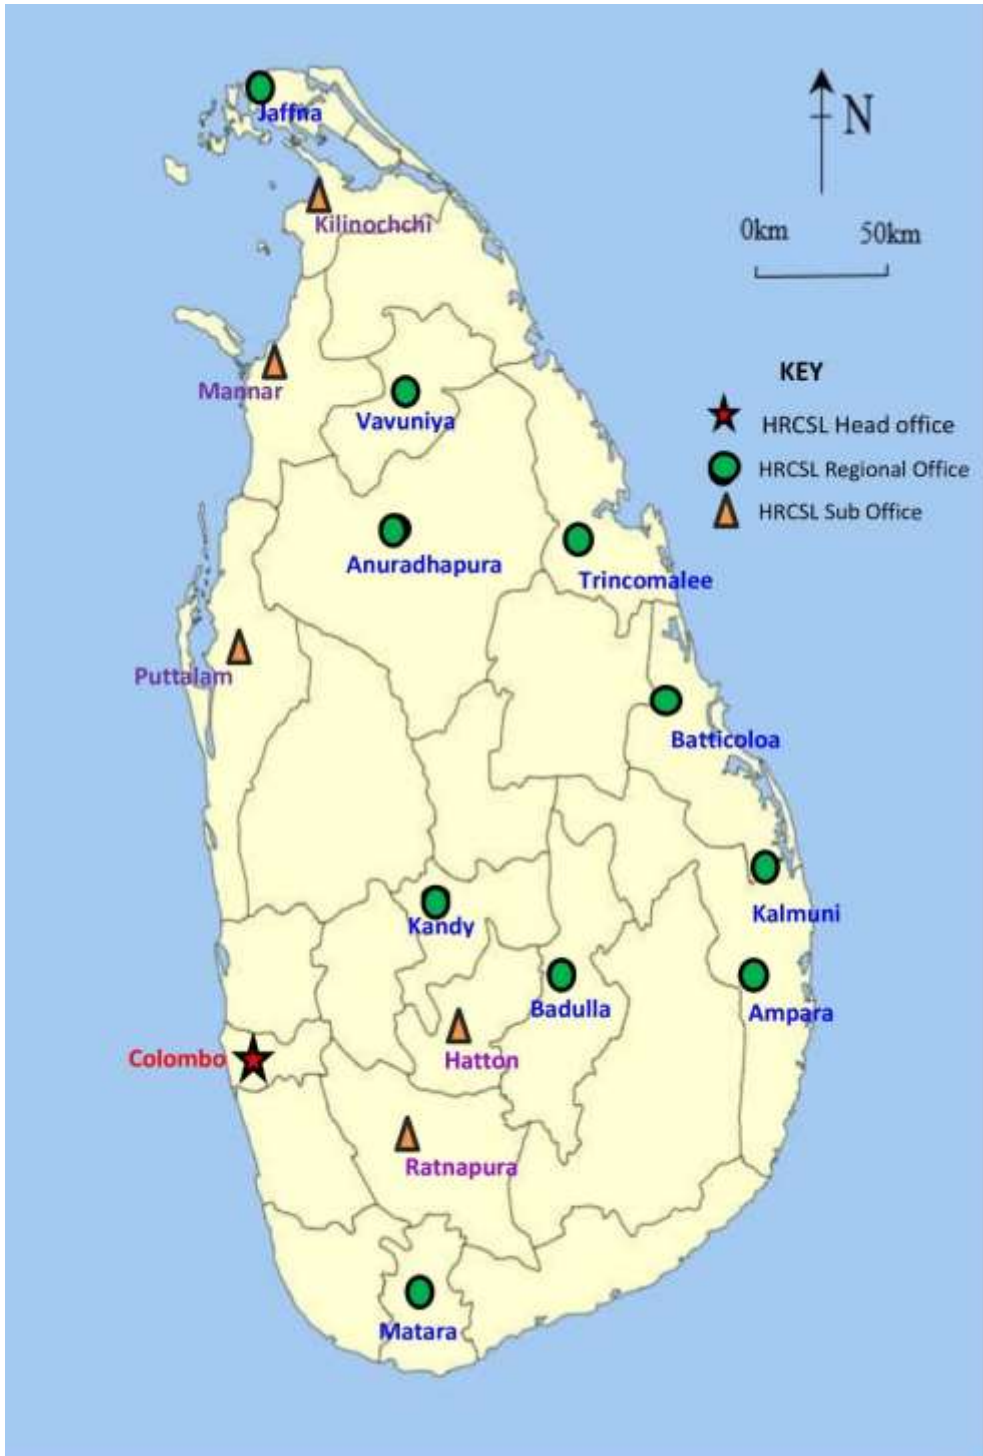 Jaffna
N
Kilinochchi
0km 50km
Mannar
KEY
Vavuniya
HRCSL Head office
HRCSL Regional Office
HRCSL Sub Office
Anuradhapura
Trincomalee
Puttalam
Batticoloa
Kalmuni
Kandy
Badulla
Ampara
Colombo
Hatton
Ratnapura
Matara